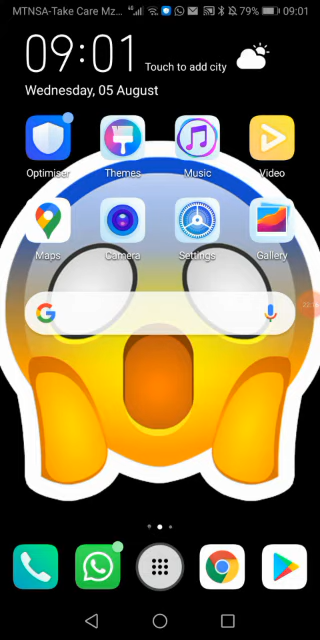 MTNSA-Take Care Mz... 79% 09:01
09:01 Touch to add city
Wednesday, 05 August
Optimiser Themes Music Video
Maps Camera Settings Gallery